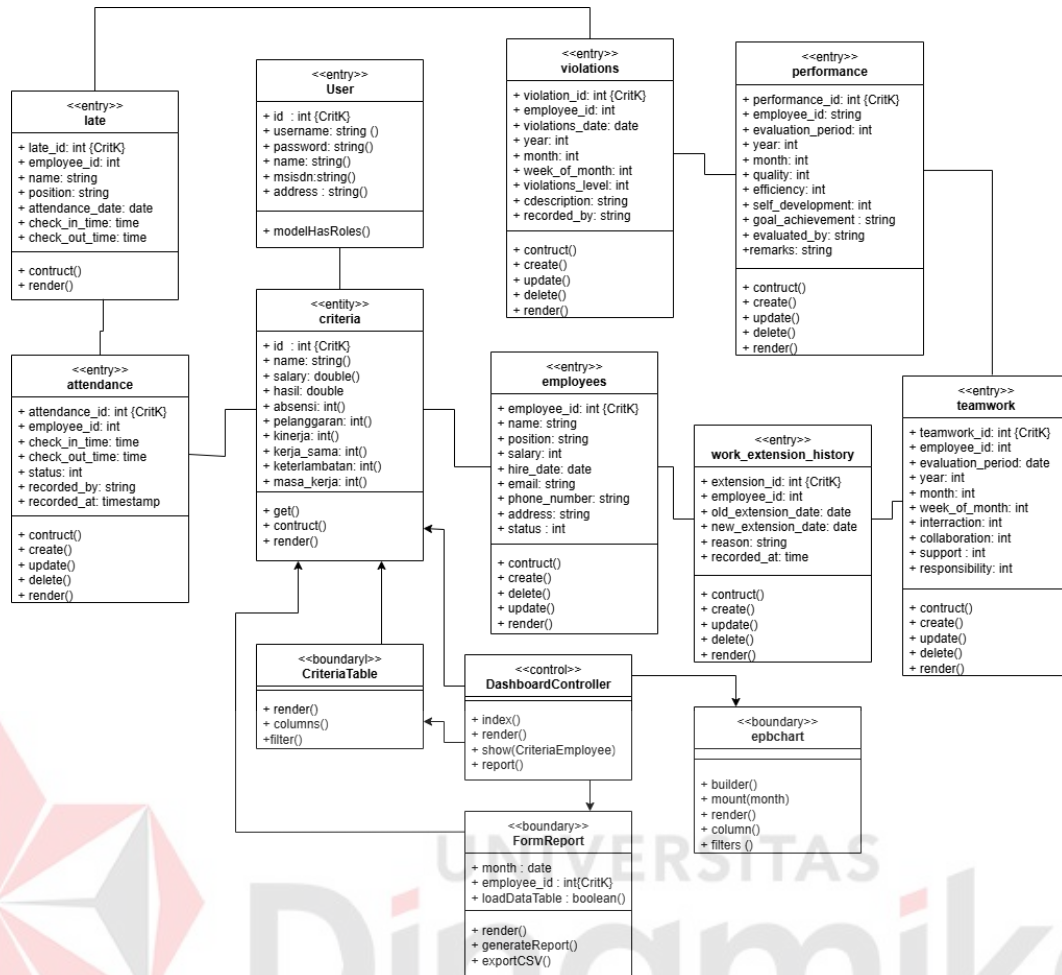 <<entry>>
late
+ late_id: int {CritK}
+ employee_id: int
+ name: string
+ position: string
+ attendance_date: date
+ check_in_time: time
+ check_out_time: time
+ contruct()
+ render()
<<entry>>
User
+ id : int {CritK}
+ username: string ()
+ password: string()
+ name: string()
+ msisdn:string()
+ address : string()
+ modelHasRoles()
<<entry>>
violations
+ violation_id: int {CritK}
+ employee_id: int
+ violations_date: date
+ year: int
+ month: int
+ week_of_month: int
+ violations_level: int
+ cdescription: string
+ recorded_by: string
+ contruct()
+ create()
+ update()
+ delete()
+ render()
<<entry>>
performance
+ performance_id: int {CritK}
+ employee_id: string
+ evaluation_period: int
+ year: int
+ month: int
+ quality: int
+ efficiency: int
+ self_development: int
+ goal_achievement : string
+ evaluated_by: string
+remarks: string
+ contruct()
+ create()
+ update()
+ delete()
+ render()
<<entry>>
attendance
+ attendance_id: int {CritK}
+ employee_id: int
+ check_in_time: time
+ check_out_time: time
+ status: int
+ recorded_by: string
+ recorded_at: timestamp
+ contruct()
+ create()
+ update()
+ delete()
+ render()
<<entity>>
criteria
+ id : int {CritK}
+ name: string()
+ salary: double()
+ hasil: double
+ absensi: int()
+ pelanggaran: int()
+ kinerja: int()
+ kerja_sama: int()
+ keterlambatan: int()
+ masa_kerja: int()
+ get()
+ contruct()
+ render()
<<entry>>
employees
+ employee_id: int {CritK}
+ name: string
+ position: string
+ salary: int
+ hire_date: date
+ email: string
+ phone_number: string
+ address: string
+ status : int
+ contruct()
+ create()
+ delete()
+ update()
+ render()
<<entry>>
work_extension_history
+ extension_id: int {CritK}
+ employee_id: int
+ old_extension_date: date
+ new_extension_date: date
+ reason: string
+ recorded_at: time
+ contruct()
+ create()
+ update()
+ delete()
+ render()
<<entry>>
teamwork
+ teamwork_id: int {CritK}
+ employee_id: int
+ evaluation_period: date
+ year: int
+ month: int
+ week_of_month: int
+ interraction: int
+ collaboration: int
+ support : int
+ responsibility: int
+ contruct()
+ create()
+ update()
+ delete()
+ render()
<<boundaryl>>
CriteriaTable
+ render()
+ columns()
+filter()
<<control>>
DashboardController
+ index()
+ render()
+ show(CriteriaEmployee)
+ report()
<<boundary>>
epbchart
+ builder()
+ mount(month)
+ render()
+ column()
+ filters ()
<<boundary>>
FormReport
+ month : date
+ employee_id : int{CritK}
+ loadDataTable : boolean()
+ render()
+ generateReport()
+ exportCSV()
UNIVERSITAS
Dinamika